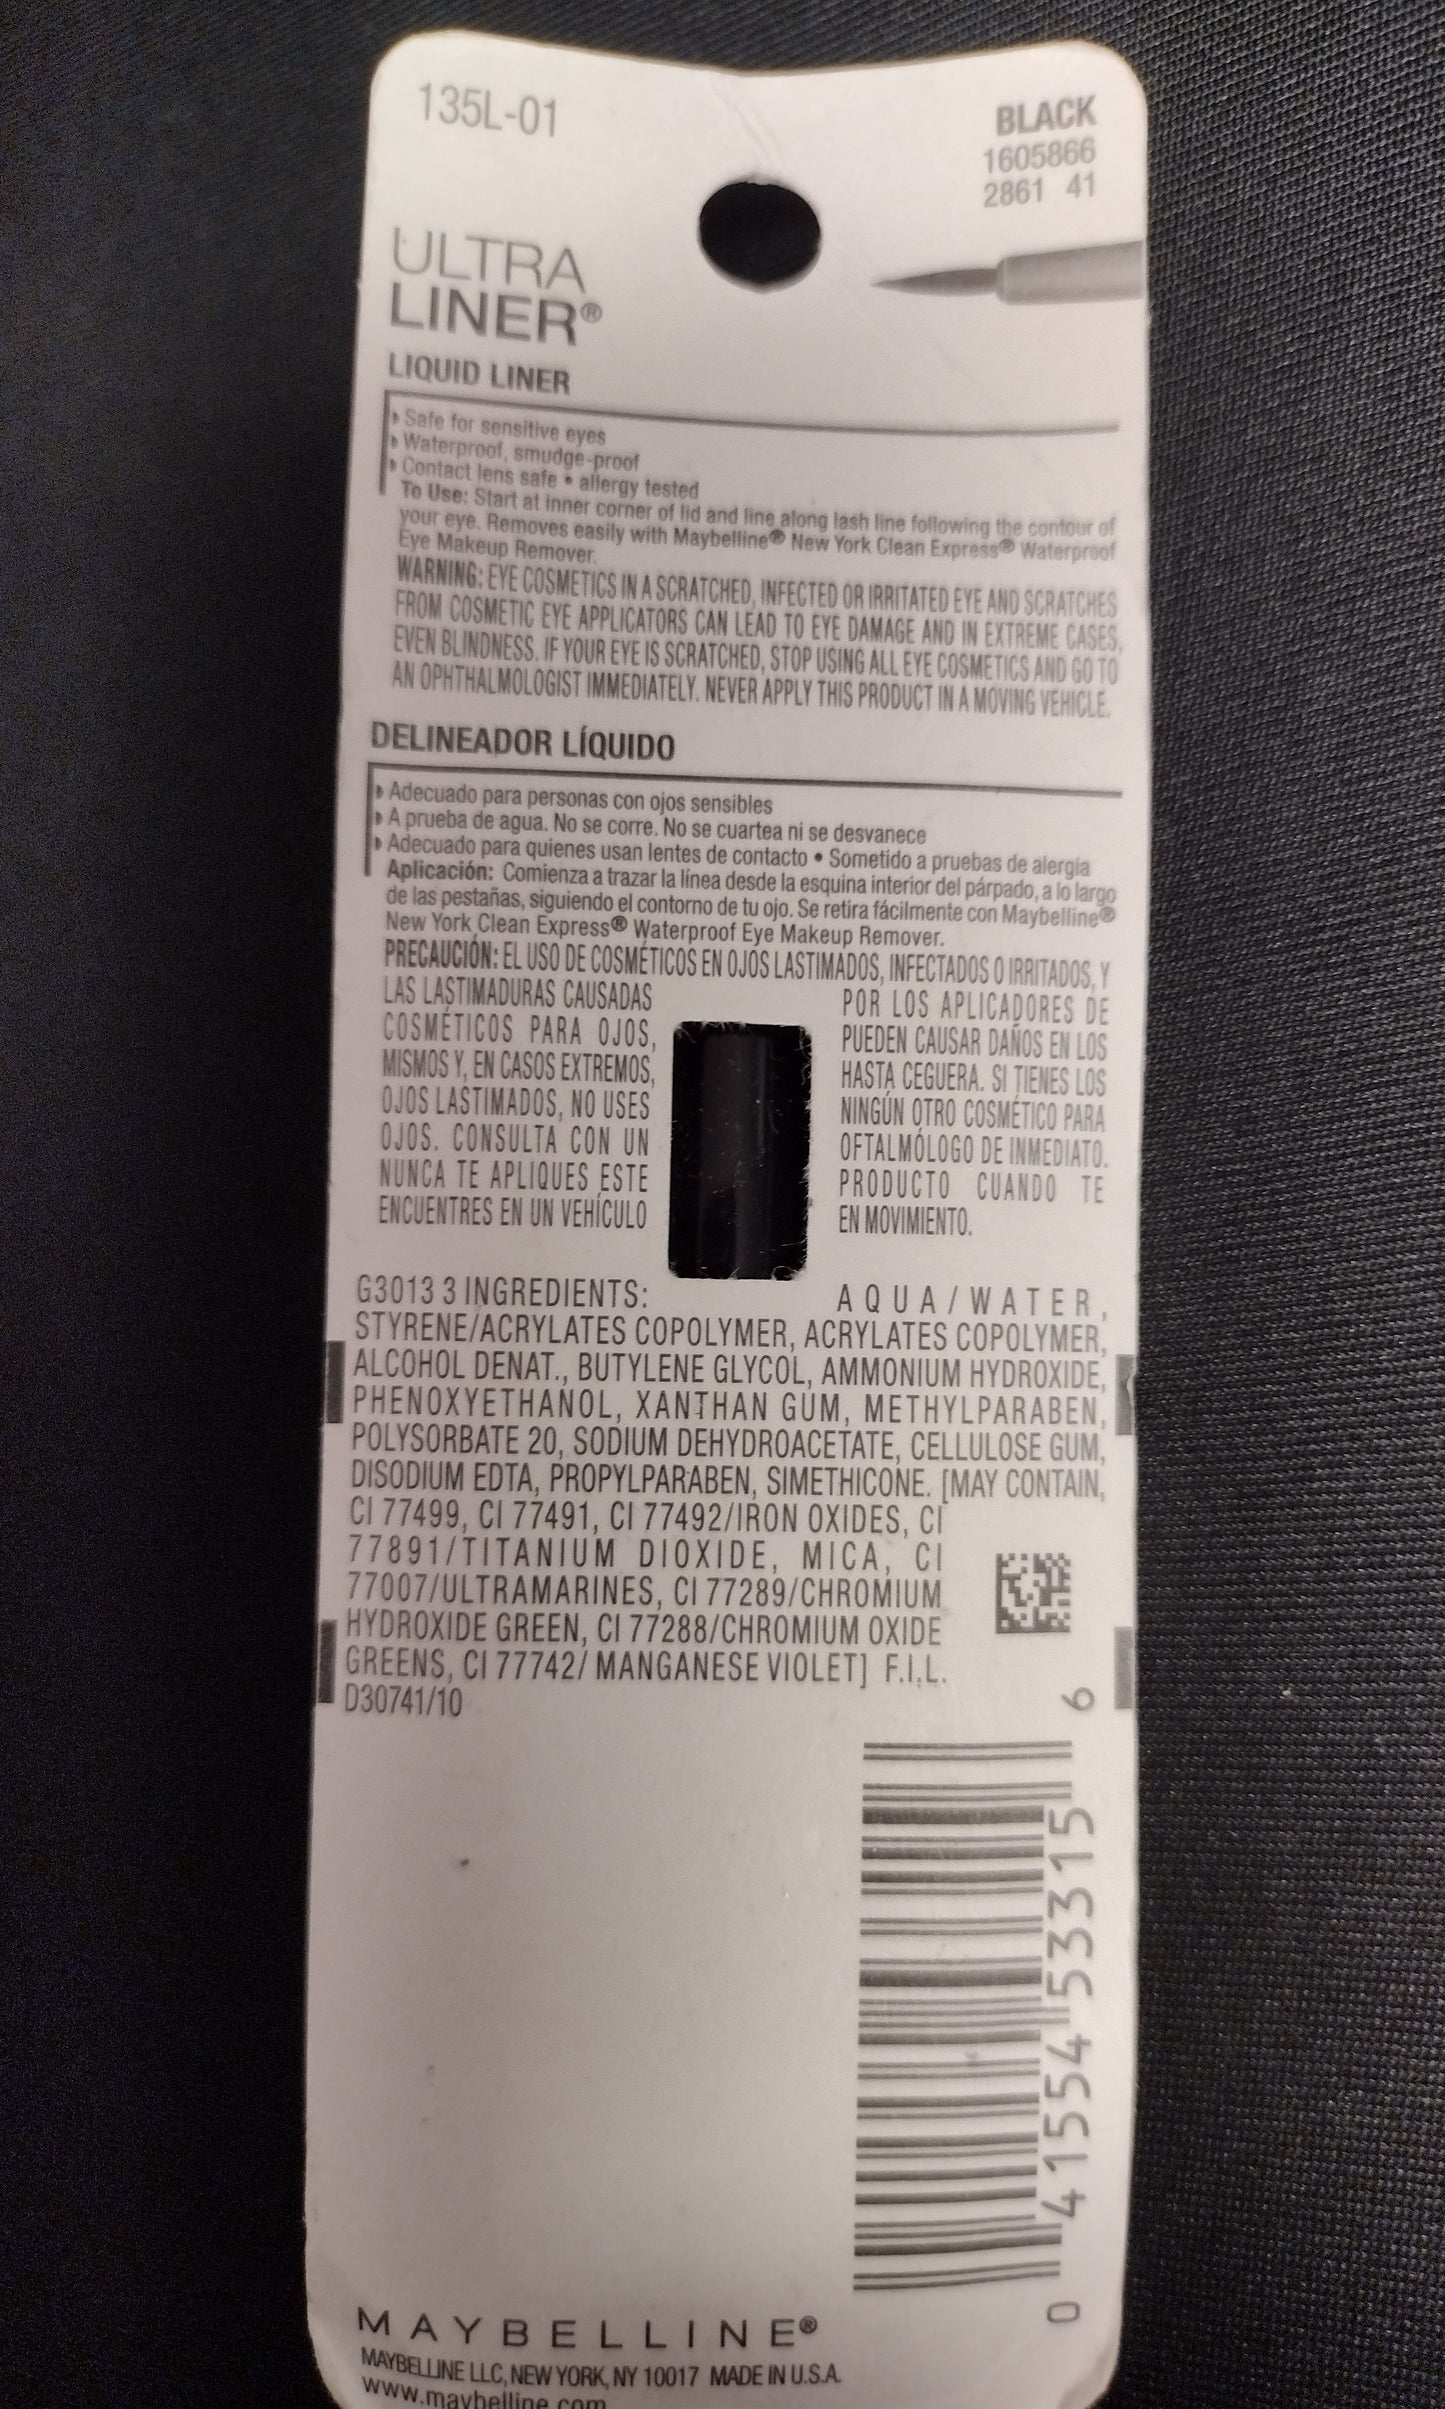 135L-01
BLACK
1605866
2861 41
ULTRA
LINER®
LIQUID LINER
Safe for sensitive eyes
Waterproof, smudge-proof
Contact lens safe • allergy tested
To Use: Start at inner corner of lid and line along lash line following the contour of
your eye. Removes easily with Maybelline® New York Clean Express® Waterproof
Eye Makeup Remover.
WARNING: EYE COSMETICS IN A SCRATCHED, INFECTED OR IRRITATED EYE AND SCRATCHES
FROM COSMETIC EYE APPLICATORS CAN LEAD TO EYE DAMAGE AND IN EXTREME CASES,
EVEN BLINDNESS. IF YOUR EYE IS SCRATCHED, STOP USING ALL EYE COSMETICS AND GO TO
AN OPHTHALMOLOGIST IMMEDIATELY. NEVER APPLY THIS PRODUCT IN A MOVING VEHICLE.
DELINEADOR LÍQUIDO
Adecuado para personas con ojos sensibles
A prueba de agua. No se corre. No se cuartea ni se desvanece
Adecuado para quienes usan lentes de contacto • Sometido a pruebas de alergia
Aplicación: Comienza a trazar la línea desde la esquina interior del párpado, a lo largo
de las pestañas, siguiendo el contorno de tu ojo. Se retira fácilmente con Maybelline®
New York Clean Express® Waterproof Eye Makeup Remover.
PRECAUCIÓN: EL USO DE COSMÉTICOS EN OJOS LASTIMADOS, INFECTADOS O IRRITADOS, Y
LAS LASTIMADURAS CAUSADAS POR LOS APLICADORES DE
COSMÉTICOS PARA OJOS, PUEDEN CAUSAR DAÑOS EN LOS
MISMOS Y, EN CASOS EXTREMOS, HASTA CEGUERA. SI TIENES LOS
OJOS LASTIMADOS, NO USES NINGÚN OTRO COSMÉTICO PARA
OJOS. CONSULTA CON UN OFTALMÓLOGO DE INMEDIATO.
NUNCA TE APLIQUES ESTE PRODUCTO CUANDO TE
ENCUENTRES EN UN VEHÍCULO EN MOVIMIENTO.
G3013 3 INGREDIENTS: AQUA/WATER,
STYRENE/ACRYLATES COPOLYMER, ACRYLATES COPOLYMER,
ALCOHOL DENAT., BUTYLENE GLYCOL, AMMONIUM HYDROXIDE,
PHENOXYETHANOL, XANTHAN GUM, METHYLPARABEN,
POLYSORBATE 20, SODIUM DEHYDROACETATE, CELLULOSE GUM,
DISODIUM EDTA, PROPYLPARABEN, SIMETHICONE. [MAY CONTAIN,
CI 77499, CI 77491, CI 77492/IRON OXIDES, CI
77891/TITANIUM DIOXIDE, MICA, CI
77007/ULTRAMARINES, CI 77289/CHROMIUM
HYDROXIDE GREEN, CI 77288/CHROMIUM OXIDE
GREENS, CI 77742/ MANGANESE VIOLET] F.I.L.
D30741/10
0 41554 53315 6
MAYBELLINE®
MAYBELLINE LLC, NEW YORK, NY 10017 MADE IN U.S.A.
www.maybelline.com